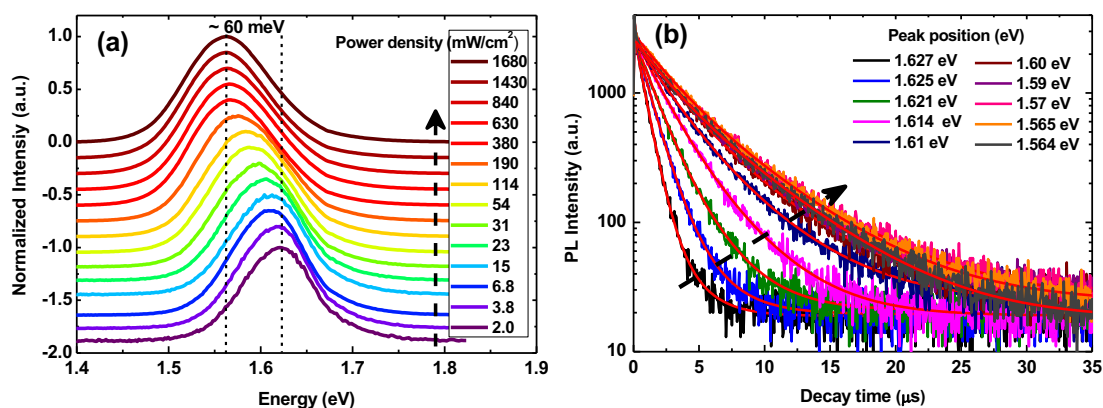 (a)
~ 60 meV
Power density (mW/cm²)
1680
1430
840
630
380
190
114
54
31
23
15
6.8
3.8
2.0
1.0
0.5
0.0
-0.5
-1.0
-1.5
-2.0
Normalized Intensiy (a.u.)
1.4 1.5 1.6 1.7 1.8 1.9
Energy (eV)
(b)
Peak position (eV)
1.627 eV 1.60 eV
1.625 eV 1.59 eV
1.621 eV 1.57 eV
1.614 eV 1.565 eV
1.61 eV 1.564 eV
1000
100
10
PL Intensity (a.u.)
0 5 10 15 20 25 30 35
Decay time (μs)